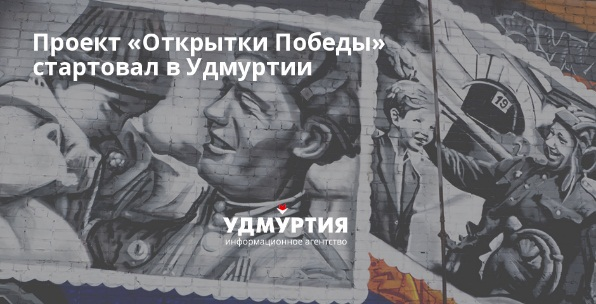 Проект «Открытки Победы»
стартовал в Удмуртии
19
УДМУРТИЯ
информационное агентство